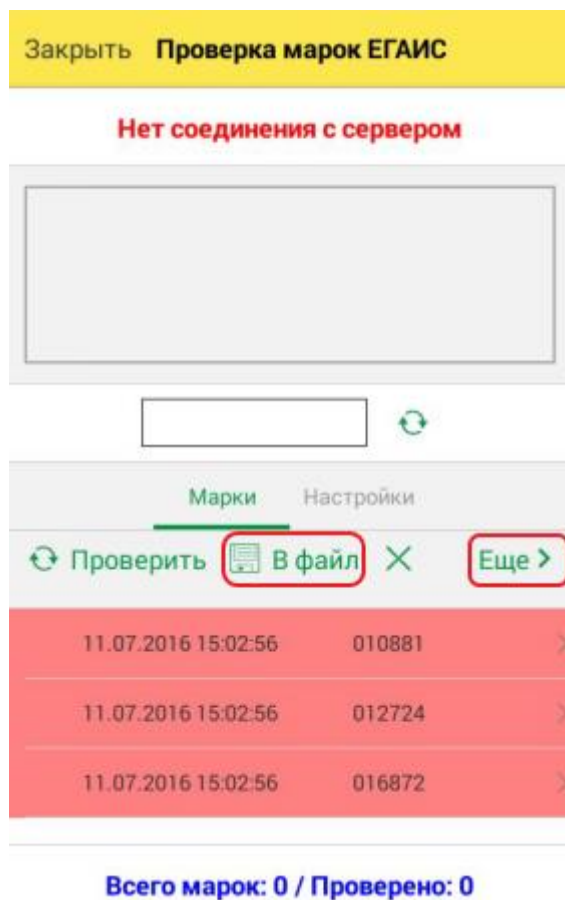 Закрыть Проверка марок ЕГАИС
Нет соединения с сервером
Марки Настройки
Проверить В файл Еще >
11.07.2016 15:02:56 010881
11.07.2016 15:02:56 012724
11.07.2016 15:02:56 016872
Всего марок: 0 / Проверено: 0